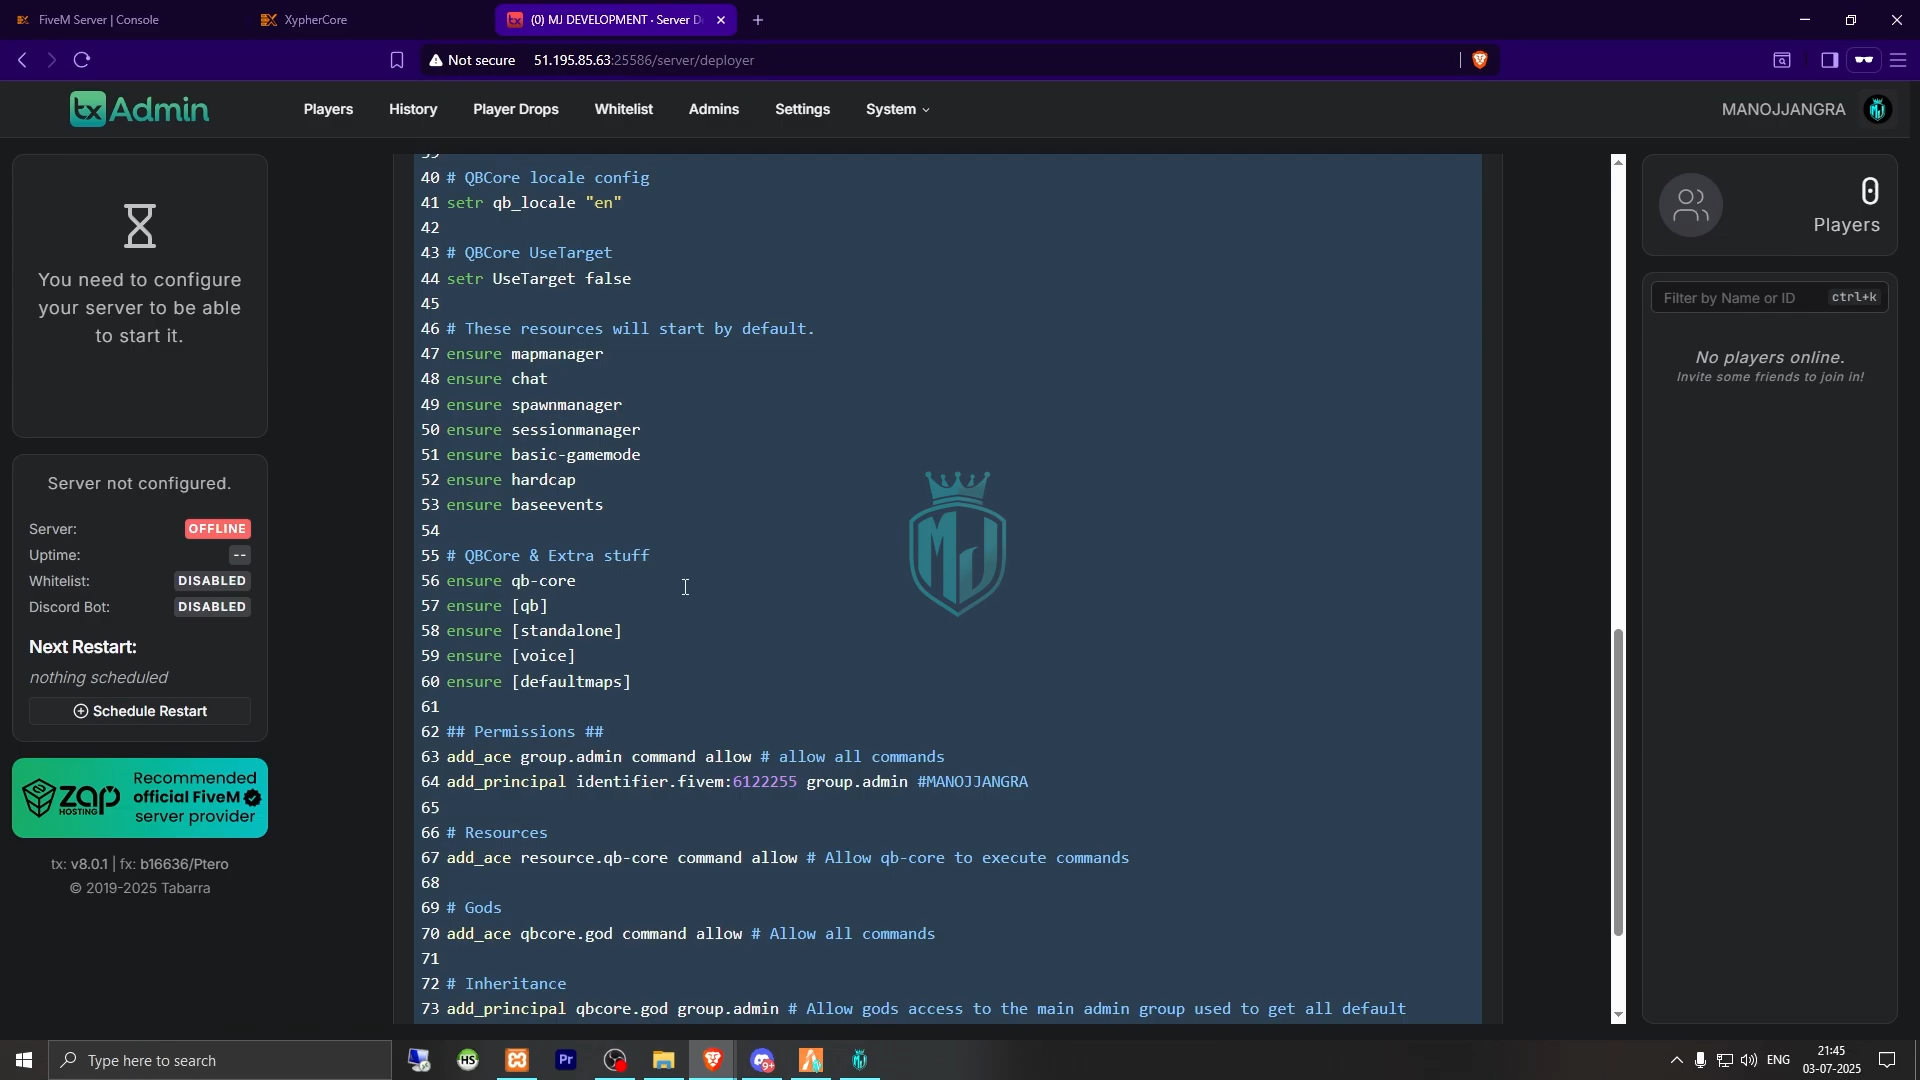 FiveM Server | Console
XypherCore
(0) MJ DEVELOPMENT - Server D
Not secure
51.195.85.63:25586/server/deployer
tx Admin
Players
History
Player Drops
Whitelist
Admins
Settings
System
MANOJJANGRA
You need to configure
your server to be able
to start it.
Server not configured.
Server: OFFLINE
Uptime: --
Whitelist: DISABLED
Discord Bot: DISABLED
Next Restart:
nothing scheduled
Schedule Restart
ZAP HOSTING
Recommended
official FiveM
server provider
tx: v8.0.1 | fx: b16636/Ptero
© 2019-2025 Tabarra
39
40 # QBCore locale config
41 setr qb_locale "en"
42
43 # QBCore UseTarget
44 setr UseTarget false
45
46 # These resources will start by default.
47 ensure mapmanager
48 ensure chat
49 ensure spawnmanager
50 ensure sessionmanager
51 ensure basic-gamemode
52 ensure hardcap
53 ensure baseevents
54
55 # QBCore & Extra stuff
56 ensure qb-core
57 ensure [qb]
58 ensure [standalone]
59 ensure [voice]
60 ensure [defaultmaps]
61
62 ## Permissions ##
63 add_ace group.admin command allow # allow all commands
64 add_principal identifier.fivem:6122255 group.admin #MANOJJANGRA
65
66 # Resources
67 add_ace resource.qb-core command allow # Allow qb-core to execute commands
68
69 # Gods
70 add_ace qbcore.god command allow # Allow all commands
71
72 # Inheritance
73 add_principal qbcore.god group.admin # Allow gods access to the main admin group used to get all default
MJ
0
Players
Filter by Name or ID
ctrl+k
No players online.
Invite some friends to join in!
Type here to search
HS
Pr
9+
ENG
21:45
03-07-2025